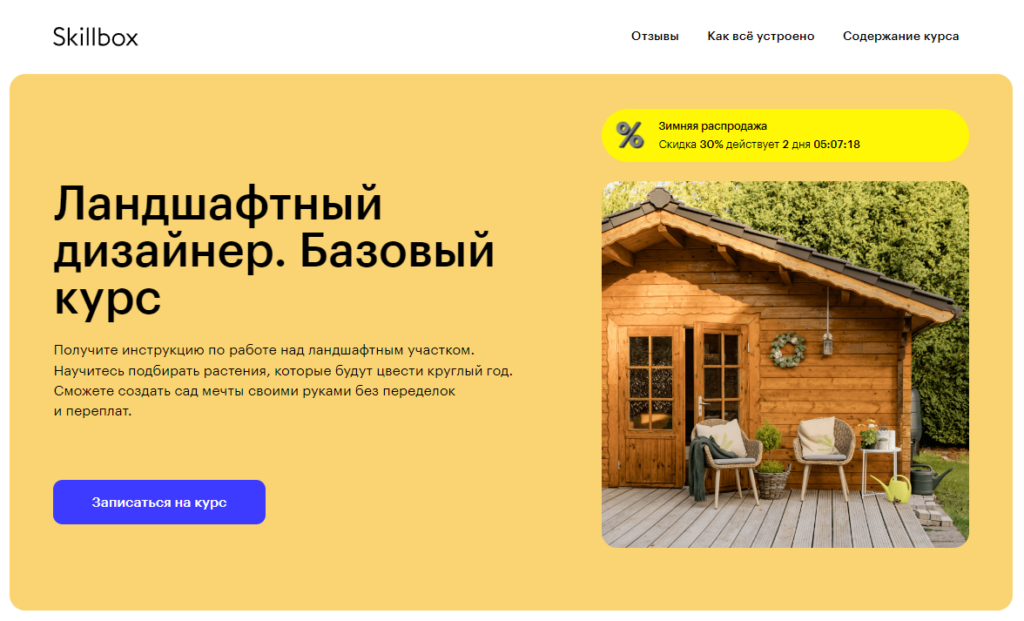 Skillbox
Отзывы
Как всё устроено
Содержание курса
Зимняя распродажа
Скидка 30% действует 2 дня 05:07:18
Ландшафтный
дизайнер. Базовый
курс
Получите инструкцию по работе над ландшафтным участком.
Научитесь подбирать растения, которые будут цвести круглый год.
Сможете создать сад мечты своими руками без переделок
и переплат.
Записаться на курс